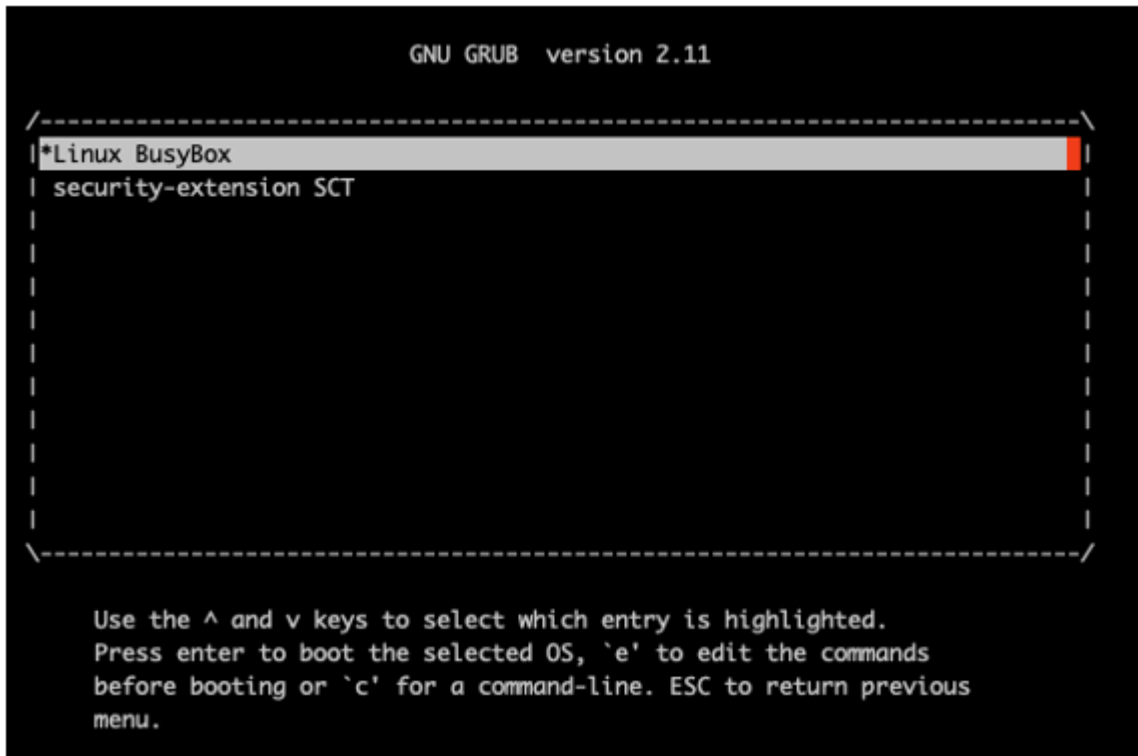 GNU GRUB  version 2.11
*Linux BusyBox
security-extension SCT
Use the ^ and v keys to select which entry is highlighted.
Press enter to boot the selected OS, `e' to edit the commands
before booting or `c' for a command-line. ESC to return previous
menu.